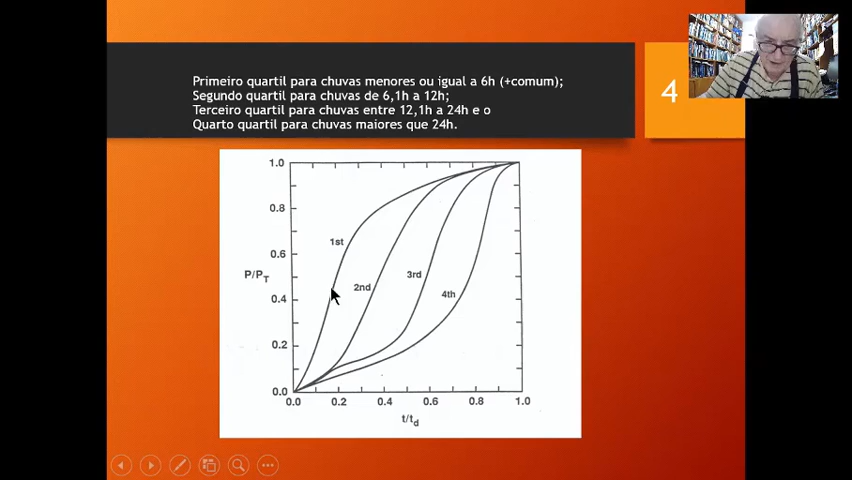 Primeiro quartil para chuvas menores ou igual a 6h (+comum);
Segundo quartil para chuvas de 6,1h a 12h;
Terceiro quartil para chuvas entre 12,1h a 24h e o
Quarto quartil para chuvas maiores que 24h.
4
1.0
0.8
0.6
0.4
0.2
0.0
P/PT
1st
2nd
3rd
4th
0.0 0.2 0.4 0.6 0.8 1.0
t/td